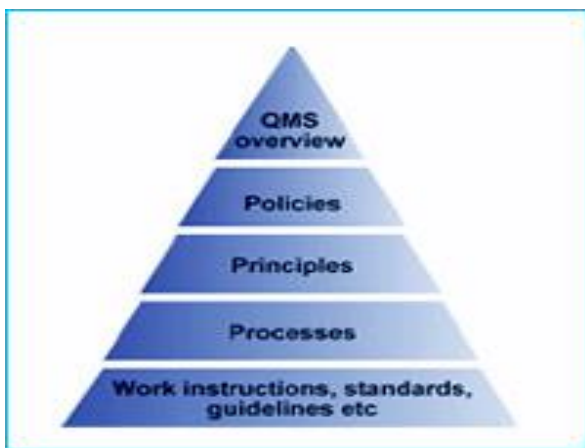 QMS
overview
Policies
Principles
Processes
Work instructions, standards,
guidelines etc